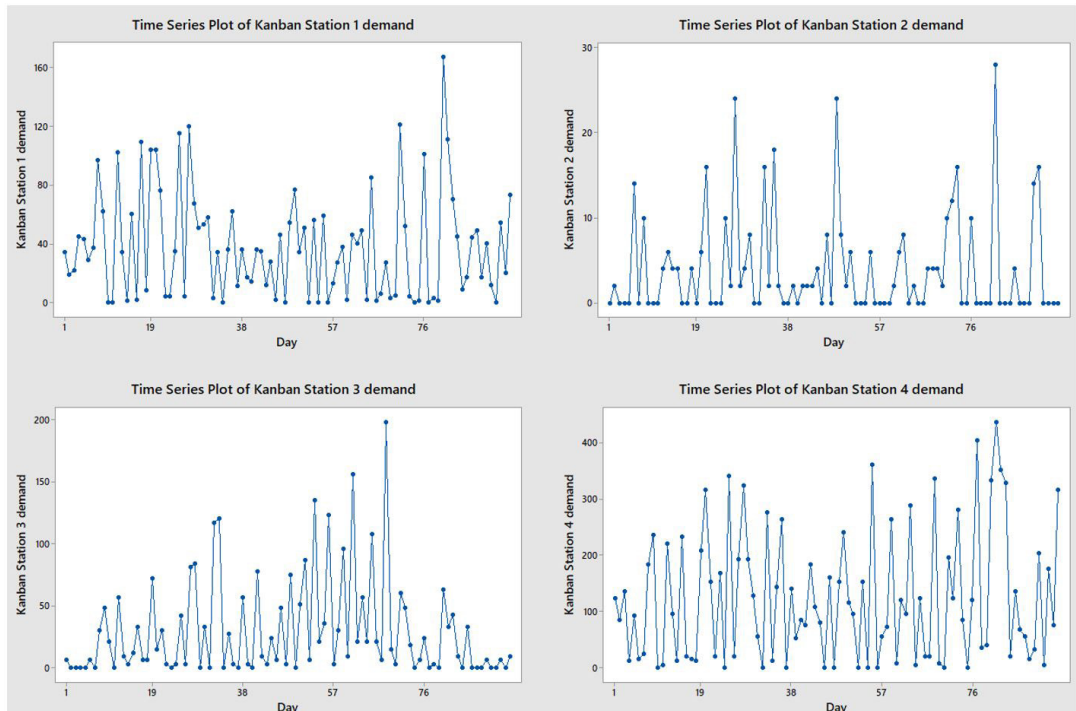 Time Series Plot of Kanban Station 1 demand
Kanban Station 1 demand
160
120
80
40
0
1 19 38 57 76
Day
Time Series Plot of Kanban Station 2 demand
Kanban Station 2 demand
30
20
10
0
1 19 38 57 76
Day
Time Series Plot of Kanban Station 3 demand
Kanban Station 3 demand
200
150
100
50
0
1 19 38 57 76
Day
Time Series Plot of Kanban Station 4 demand
Kanban Station 4 demand
400
300
200
100
0
1 19 38 57 76
Day